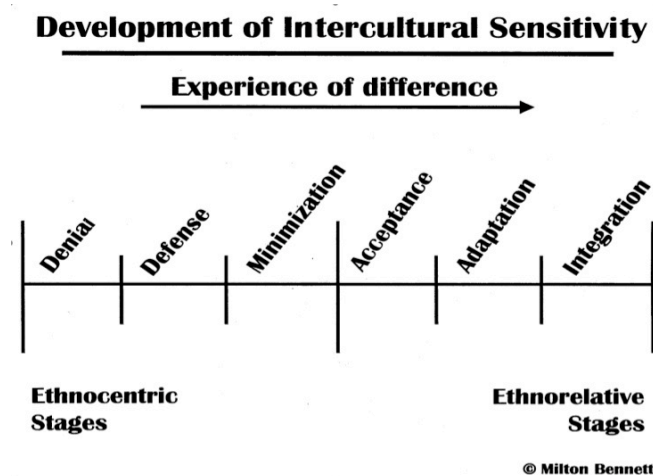 Development of Intercultural Sensitivity
Experience of difference
Denial
Defense
Minimization
Acceptance
Adaptation
Integration
Ethnocentric
Stages
Ethnorelative
Stages
© Milton Bennett